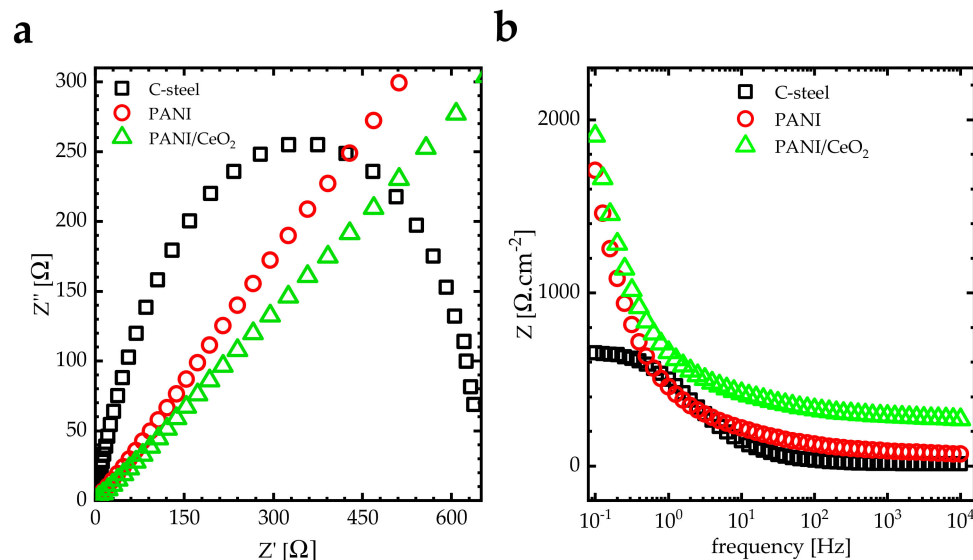 a
300
250
200
150
100
50
0
Z'' [Ω]
C-steel
PANI
PANI/CeO₂
0 150 300 450 600
Z' [Ω]
b
2000
1000
0
Z [Ω.cm⁻²]
C-steel
PANI
PANI/CeO₂
10⁻¹ 10⁰ 10¹ 10² 10³ 10⁴
frequency [Hz]